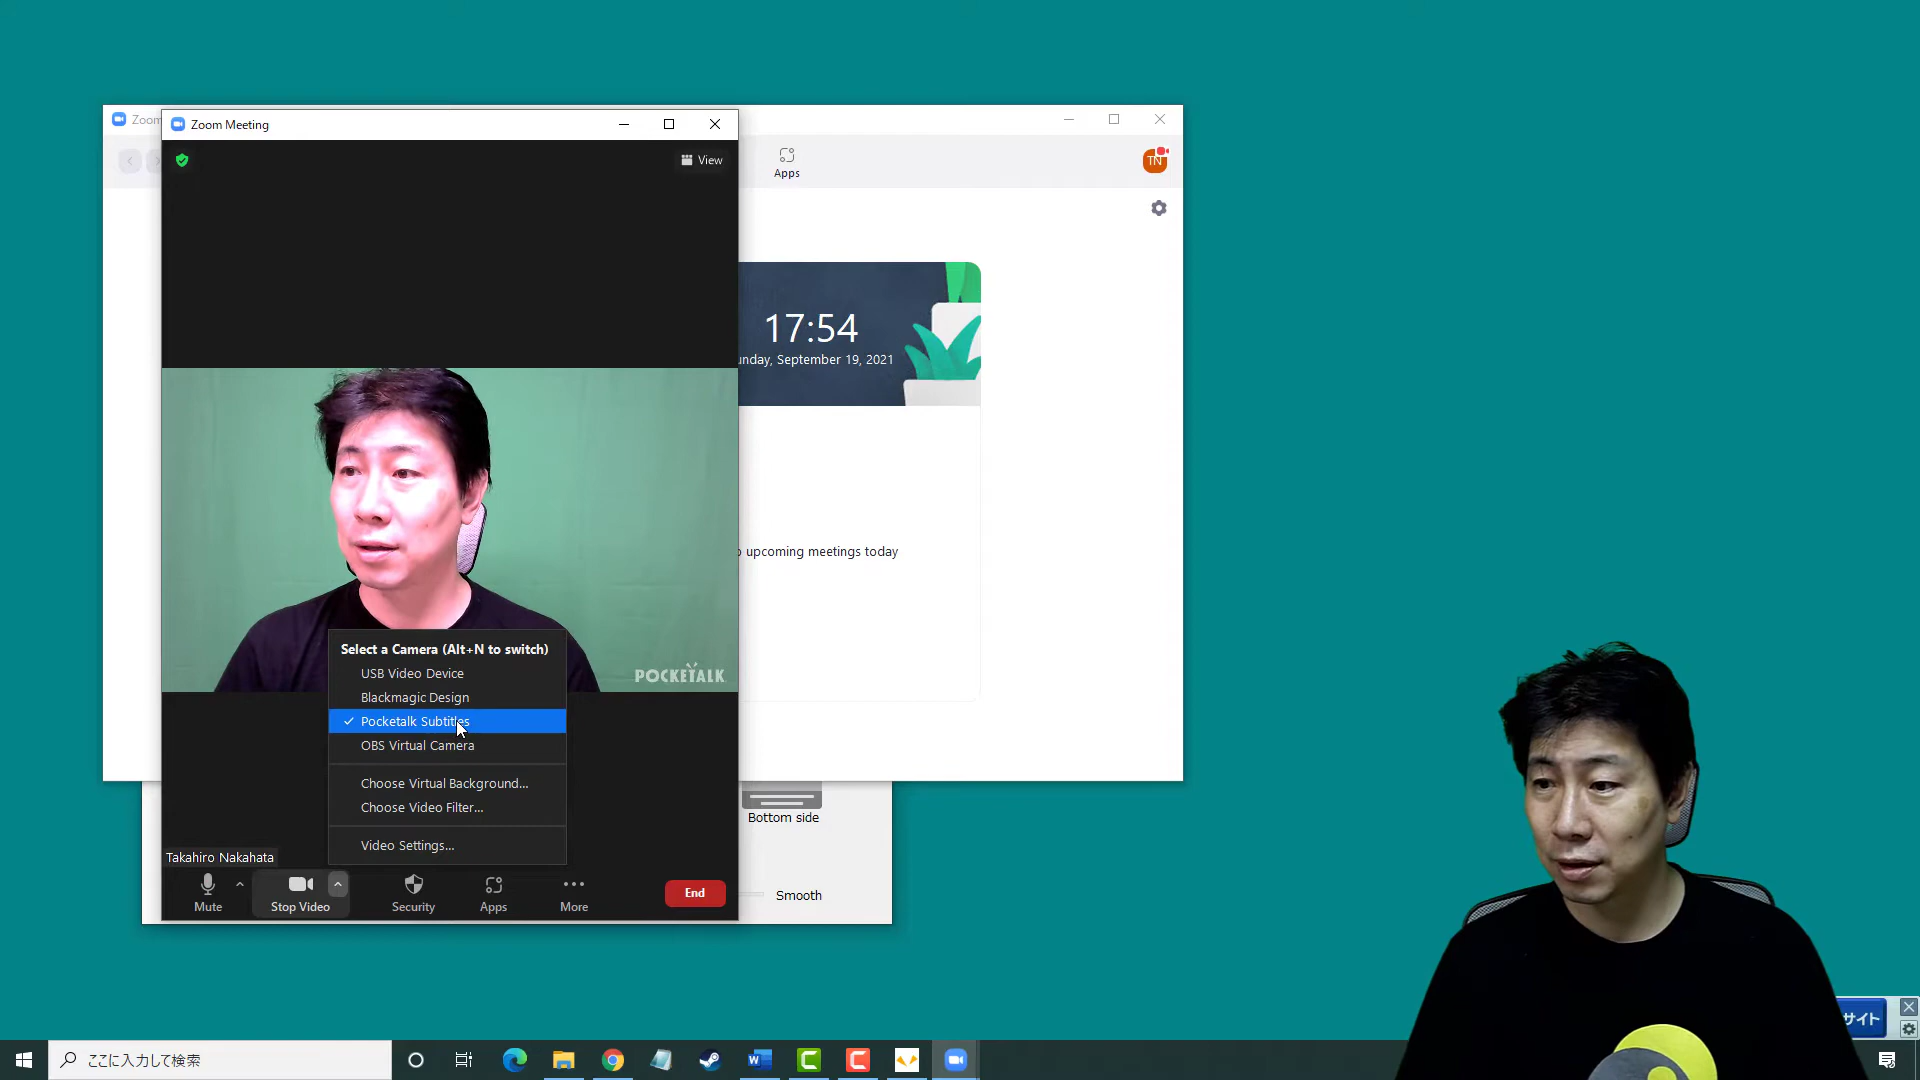 Zoom
Zoom Meeting
View
Apps
TN
17:54
unday, September 19, 2021
upcoming meetings today
POCKETALK
Select a Camera (Alt+N to switch)
USB Video Device
Blackmagic Design
Pocketalk Subtitles
OBS Virtual Camera
Choose Virtual Background...
Choose Video Filter...
Video Settings...
Bottom side
Smooth
Takahiro Nakahata
Mute
Stop Video
Security
Apps
More
End
サイト
ここに入力して検索